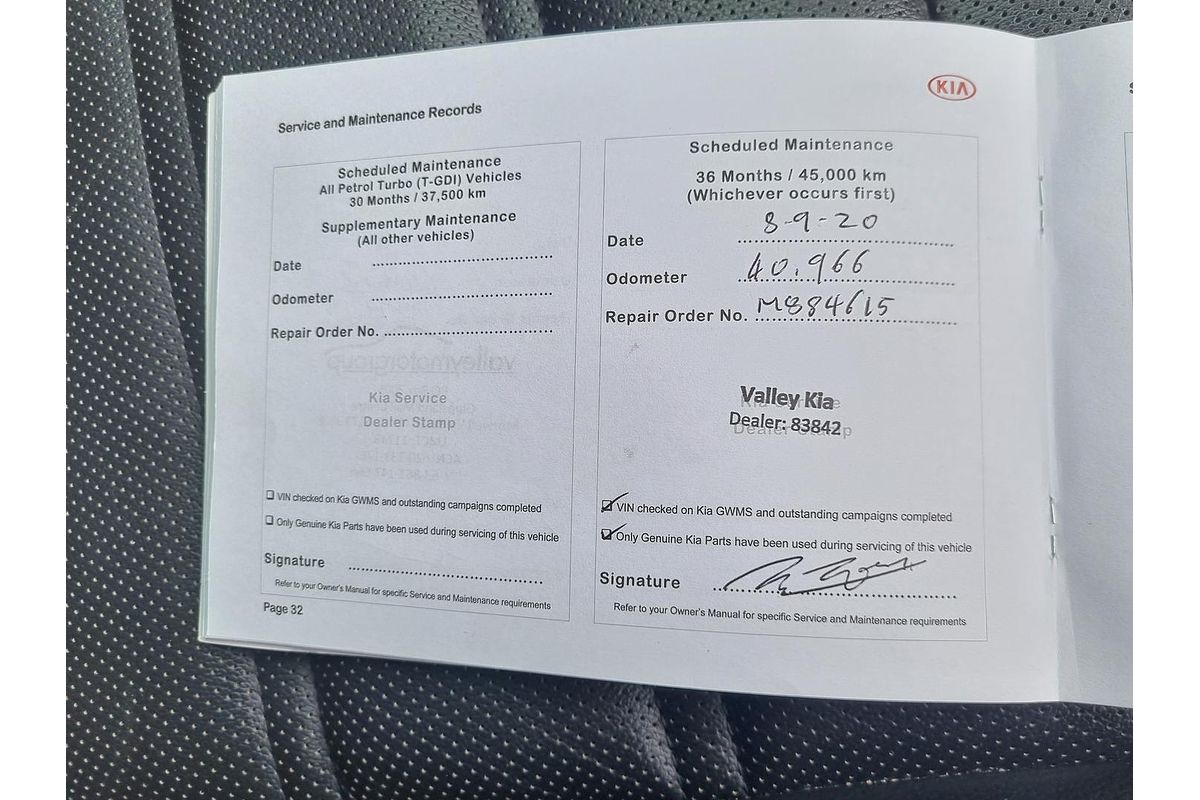 KIA
Service and Maintenance Records
Scheduled Maintenance
All Petrol Turbo (T-GDI) Vehicles
30 Months / 37,500 km
Supplementary Maintenance
(All other vehicles)
Date
Odometer
Repair Order No.
Kia Service
Dealer Stamp
VIN checked on Kia GWMS and outstanding campaigns completed
Only Genuine Kia Parts have been used during servicing of this vehicle
Signature
Refer to your Owner's Manual for specific Service and Maintenance requirements
Page 32
Scheduled Maintenance
36 Months / 45,000 km
(Whichever occurs first)
Date 8-9-20
Odometer 40.966
Repair Order No. M884615
Valley Kia
Dealer: 83842
Dealer Stamp
VIN checked on Kia GWMS and outstanding campaigns completed
Only Genuine Kia Parts have been used during servicing of this vehicle
Signature
Refer to your Owner's Manual for specific Service and Maintenance requirements